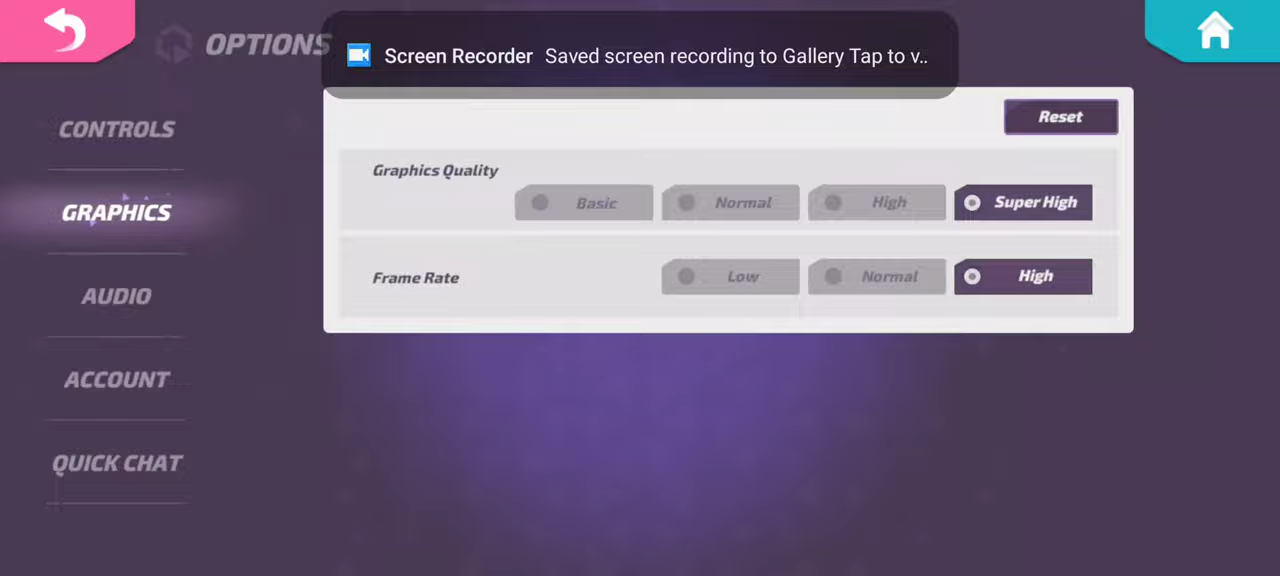 OPTIONS
Screen Recorder Saved screen recording to Gallery Tap to v..
Reset
CONTROLS
Graphics Quality
Basic Normal High Super High
GRAPHICS
Frame Rate
Low Normal High
AUDIO
ACCOUNT
QUICK CHAT